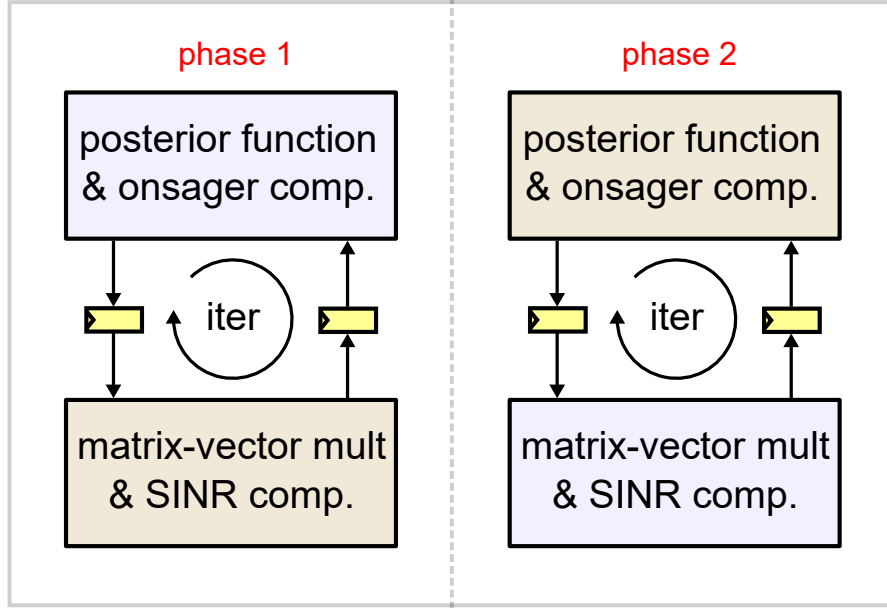 phase 1
posterior function
& onsager comp.
iter
matrix-vector mult
& SINR comp.
phase 2
posterior function
& onsager comp.
iter
matrix-vector mult
& SINR comp.